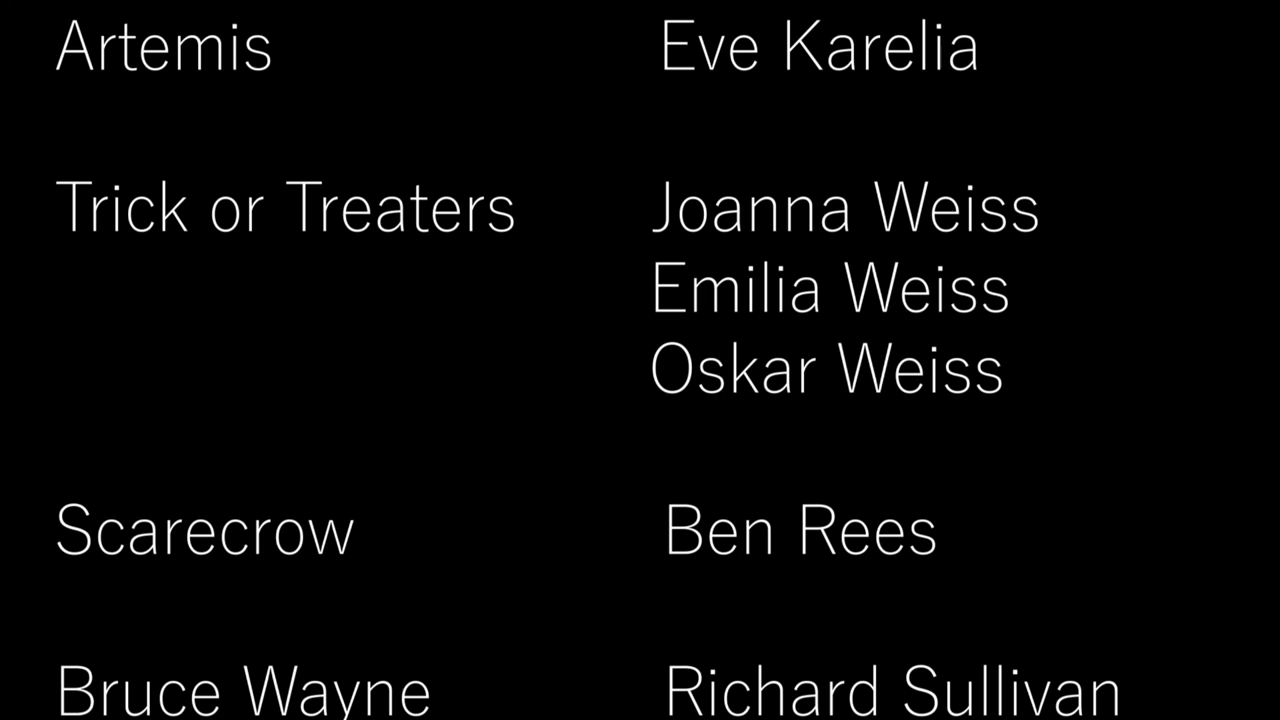 Artemis Eve Karelia
Trick or Treaters Joanna Weiss
Emilia Weiss
Oskar Weiss
Scarecrow Ben Rees
Bruce Wayne Richard Sullivan